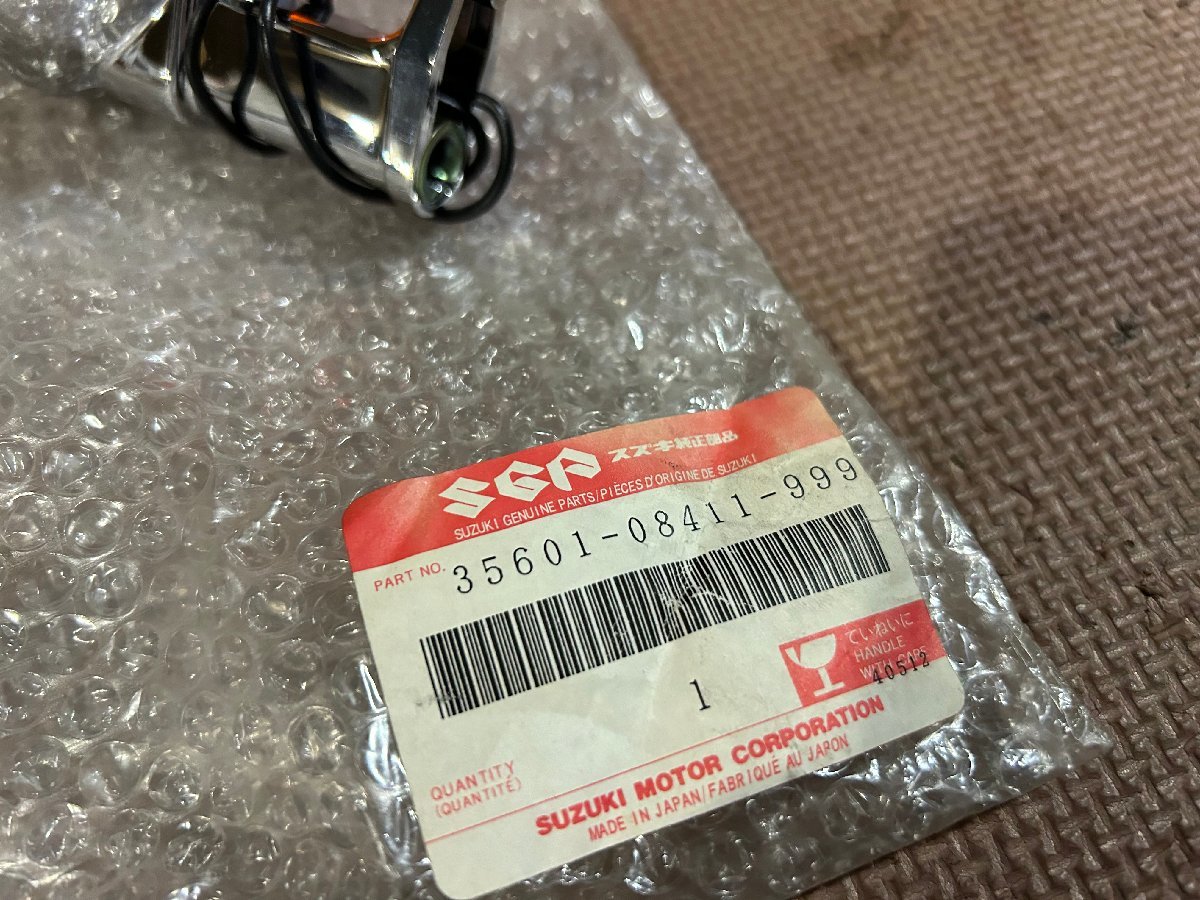 SGP スズキ純正部品
SUZUKI GENUINE PARTS/PIÈCES D'ORIGINE DE SUZUKI
PART NO. 35601-08411-999
1
ていねいに
HANDLE
WITH CARE
40512
QUANTITY
(QUANTITÉ)
SUZUKI MOTOR CORPORATION
MADE IN JAPAN/FABRIQUÉ AU JAPON